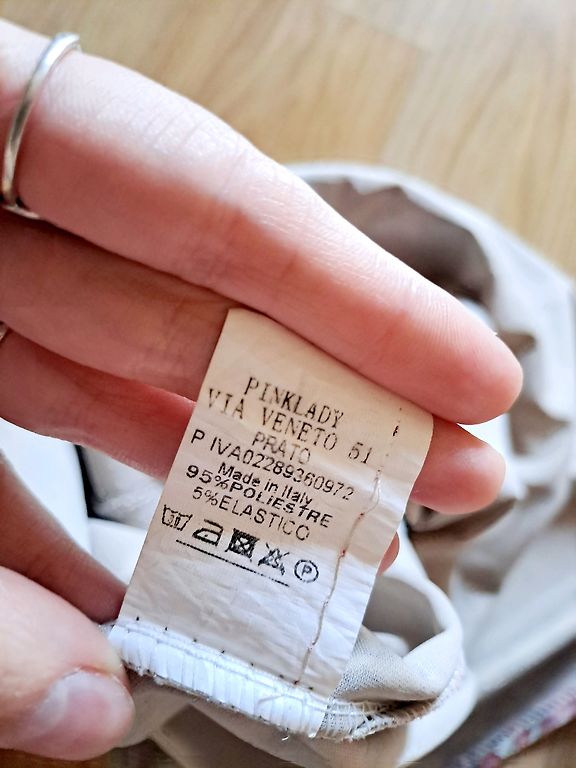 PINKLADY
VIA VENETO 51
PRATO
P IVA02289360972
Made in Italy
95%POLIESTRE
5%ELASTICO
P